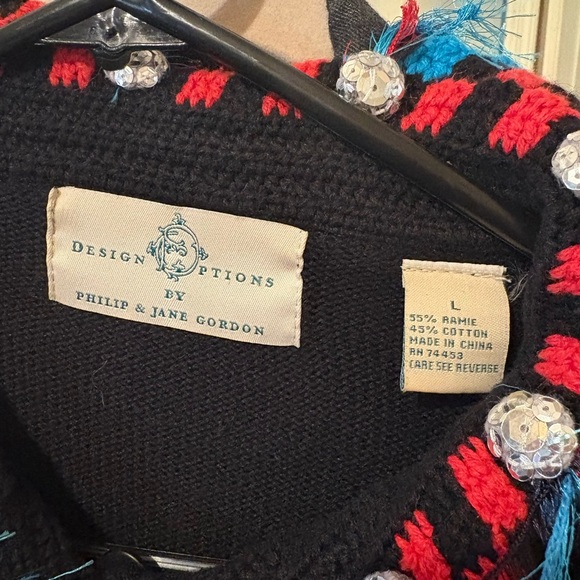 DESIGN OPTIONS
BY
PHILIP & JANE GORDON
L
55% RAMIE
45% COTTON
MADE IN CHINA
RN 74453
CARE SEE REVERSE